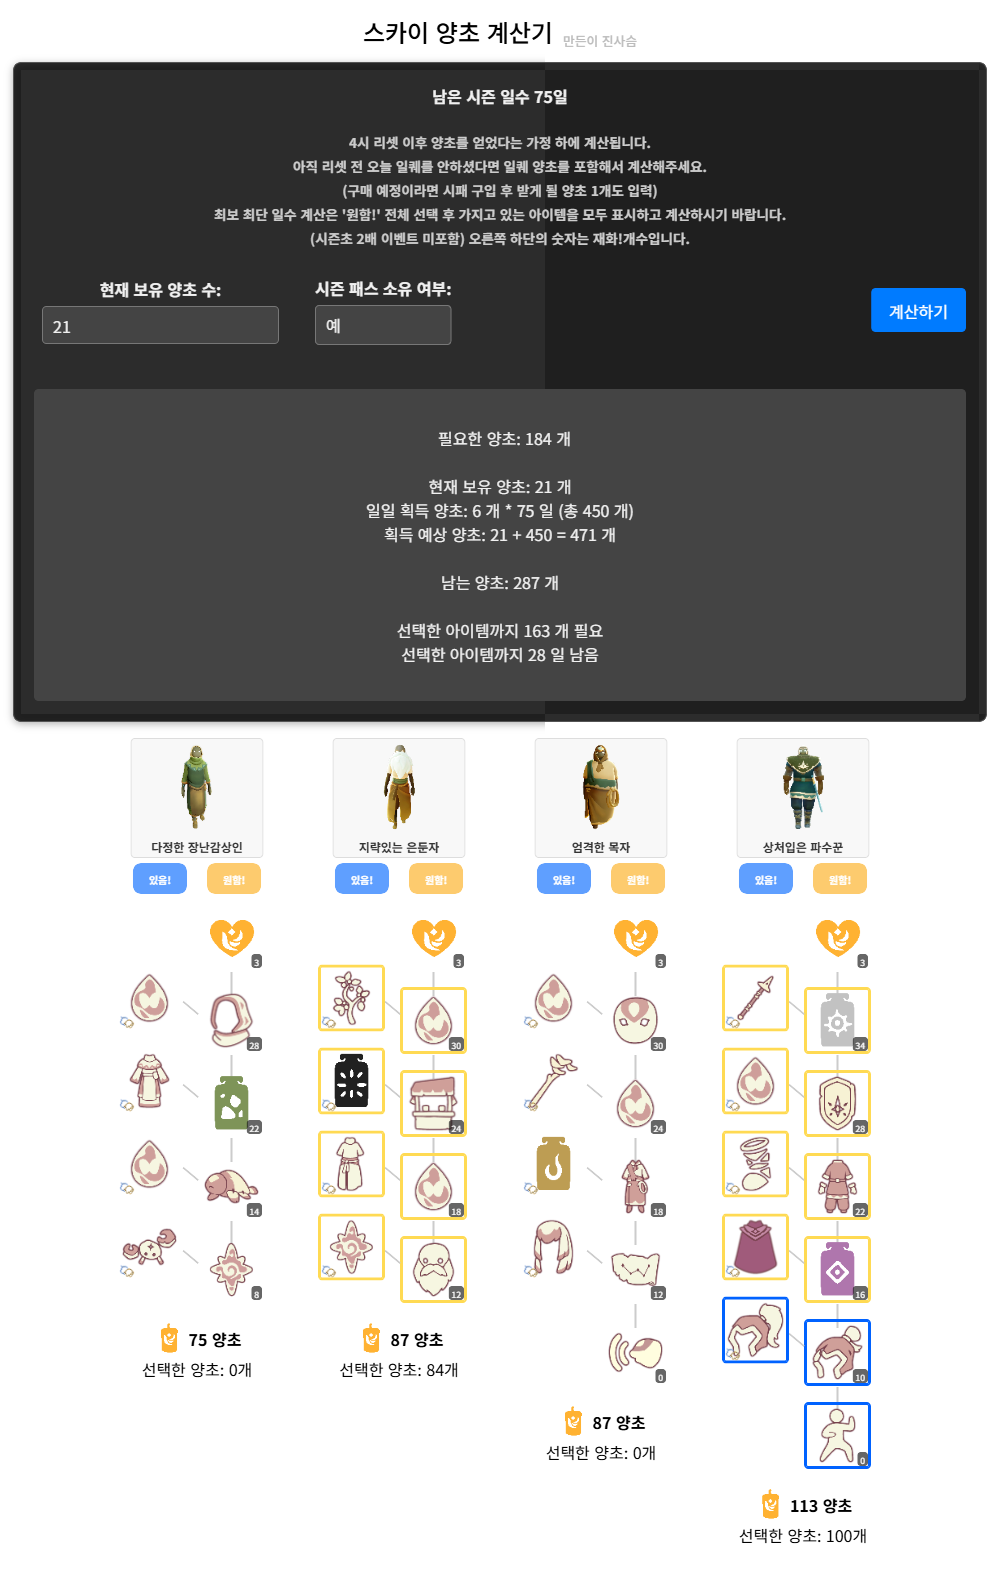 스카이 양초 계산기 만든이 진사슴
남은 시즌 일수 75일
4시 리셋 이후 양초를 얻었다는 가정 하에 계산됩니다.
아직 리셋 전 오늘 일퀘를 안하셨다면 일퀘 양초를 포함해서 계산해주세요.
(구매 예정이라면 시패 구입 후 받게 될 양초 1개도 입력)
최보 최단 일수 계산은 '원함!' 전체 선택 후 가지고 있는 아이템을 모두 표시하고 계산하시기 바랍니다.
(시즌초 2배 이벤트 미포함) 오른쪽 하단의 숫자는 재화!개수입니다.
현재 보유 양초 수: 시즌 패스 소유 여부:
21 예 계산하기
필요한 양초: 184 개
현재 보유 양초: 21 개
일일 획득 양초: 6 개 * 75 일 (총 450 개)
획득 예상 양초: 21 + 450 = 471 개
남는 양초: 287 개
선택한 아이템까지 163 개 필요
선택한 아이템까지 28 일 남음
다정한 장난감상인 지략있는 은둔자 엄격한 목자 상처입은 파수꾼
있음! 원함! 있음! 원함! 있음! 원함! 있음! 원함!
3 3 3 3
28 30 30 34
22 24 24 28
14 18 18 22
8 12 12 16
75 양초 87 양초
선택한 양초: 0개 선택한 양초: 84개
0 10
87 양초
선택한 양초: 0개
0
113 양초
선택한 양초: 100개